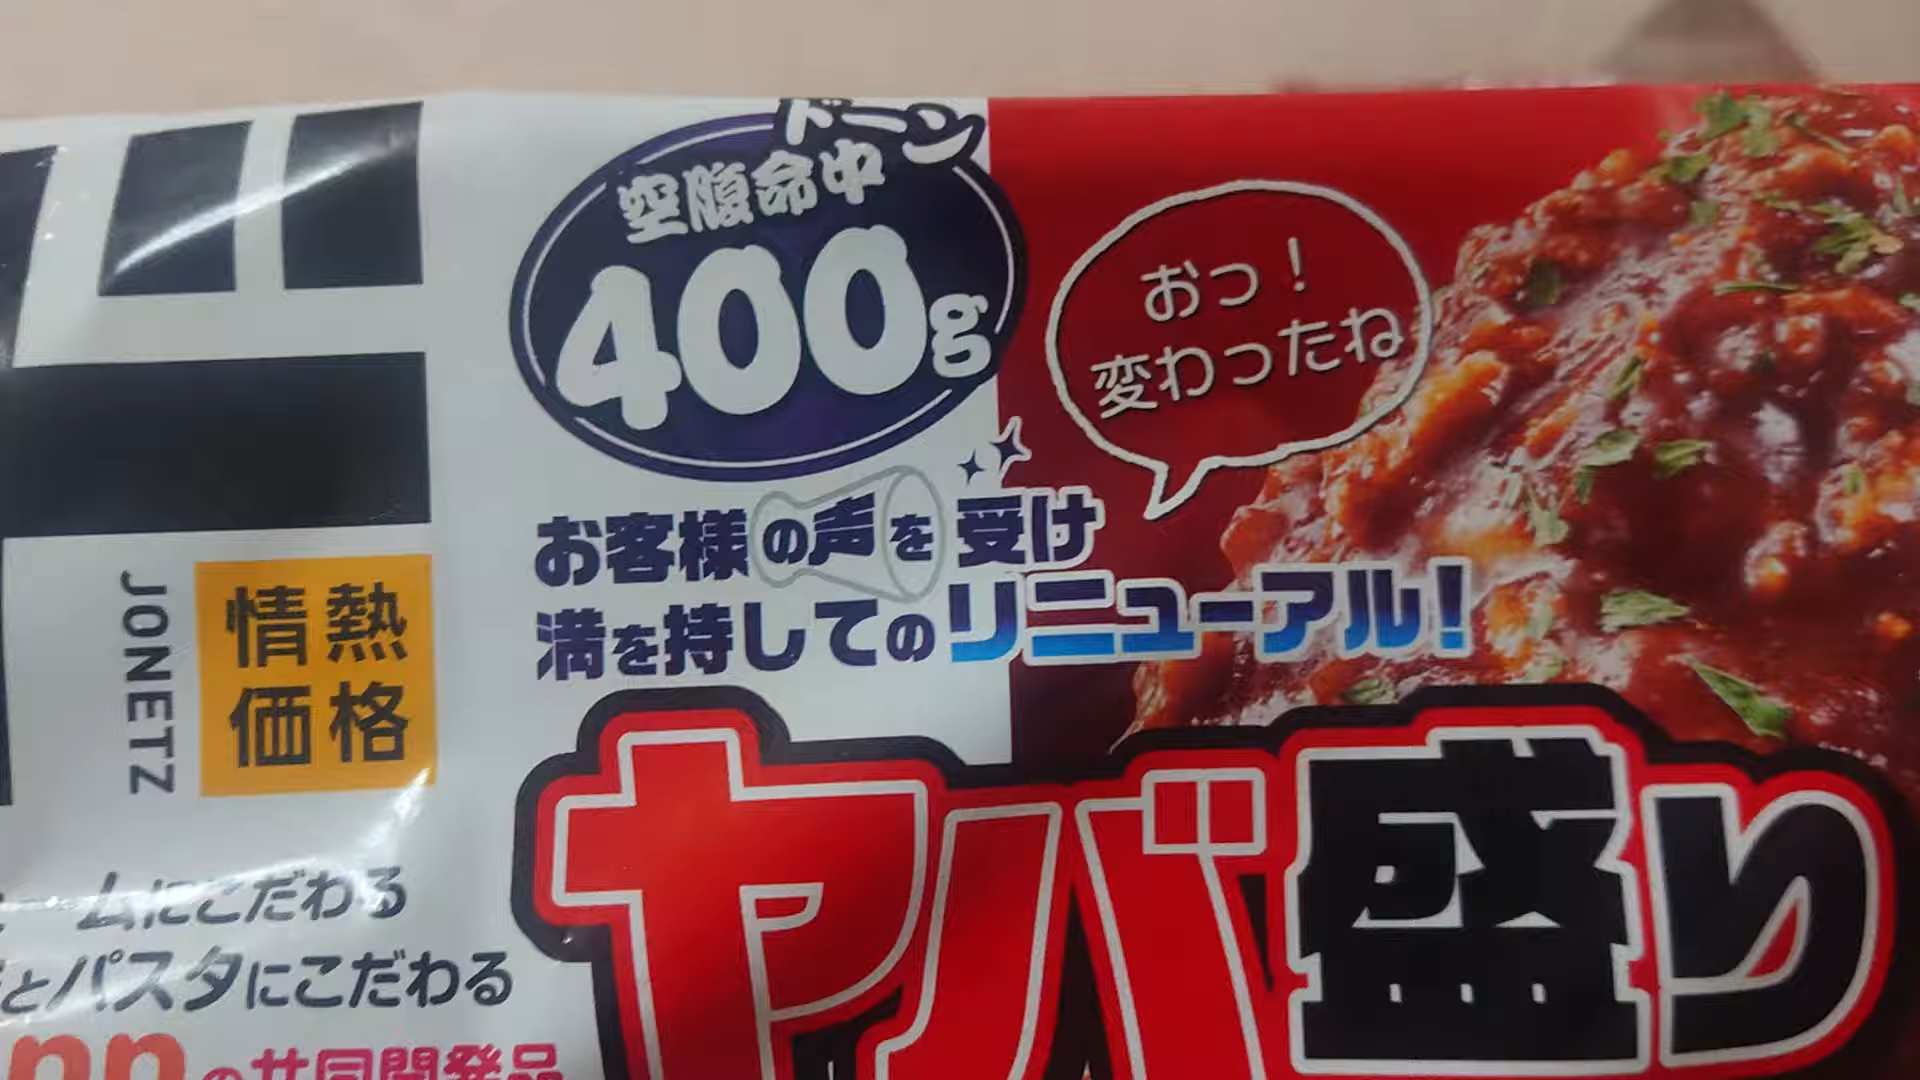 ドーン
空腹命中
400g
おっ！
変わったね
お客様の声を受け
満を持してのリニューアル！
JONETZ
情熱
価格
ヤバ盛り
ームにこだわる
とパスタにこだわる
の共同開発品